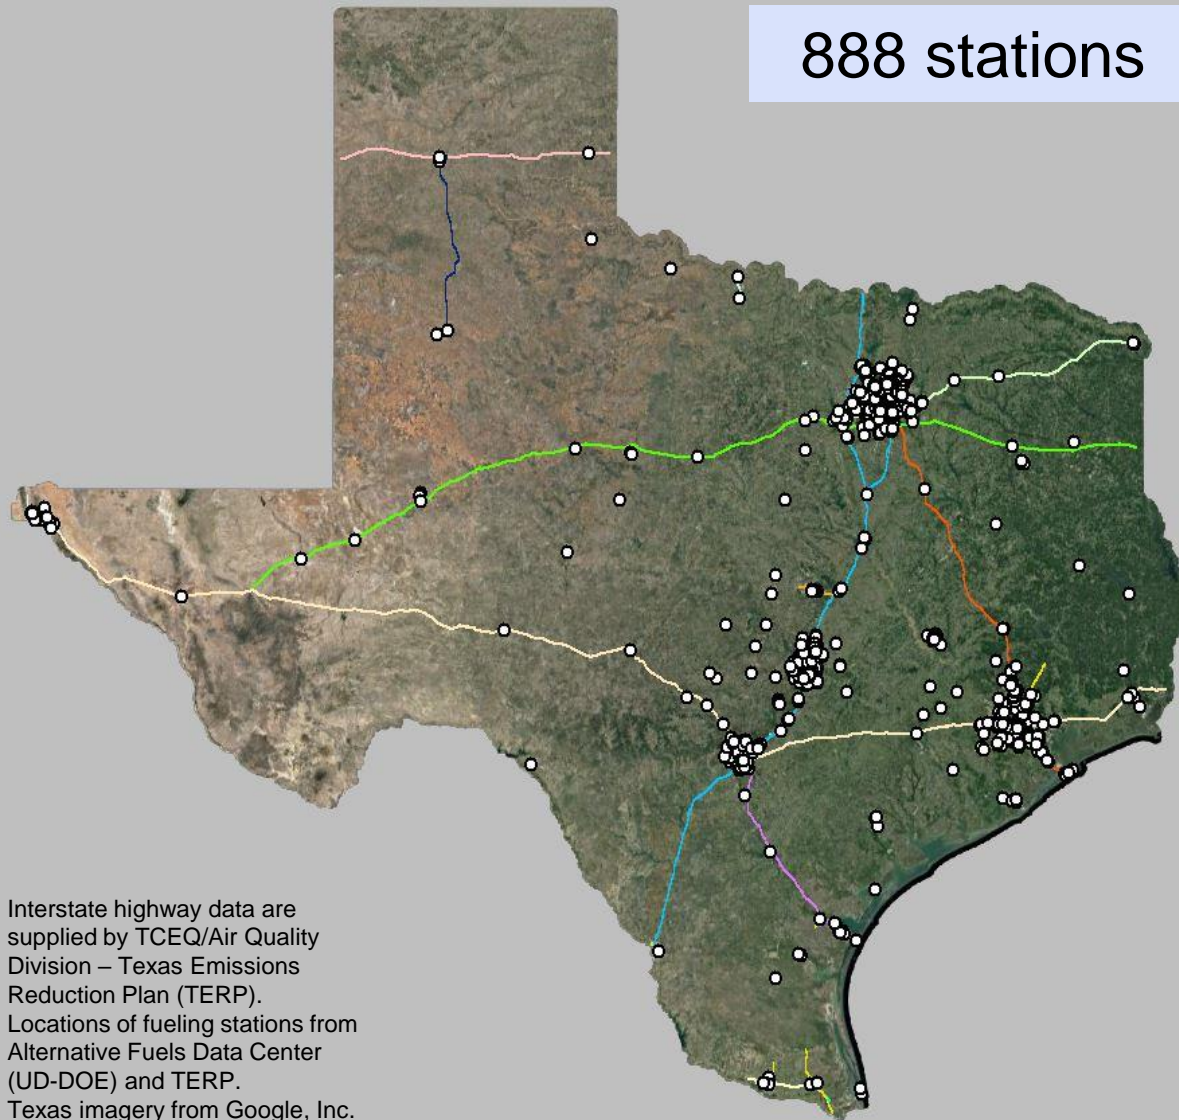 888 stations
Interstate highway data are
supplied by TCEQ/Air Quality
Division – Texas Emissions
Reduction Plan (TERP).
Locations of fueling stations from
Alternative Fuels Data Center
(UD-DOE) and TERP.
Texas imagery from Google, Inc.